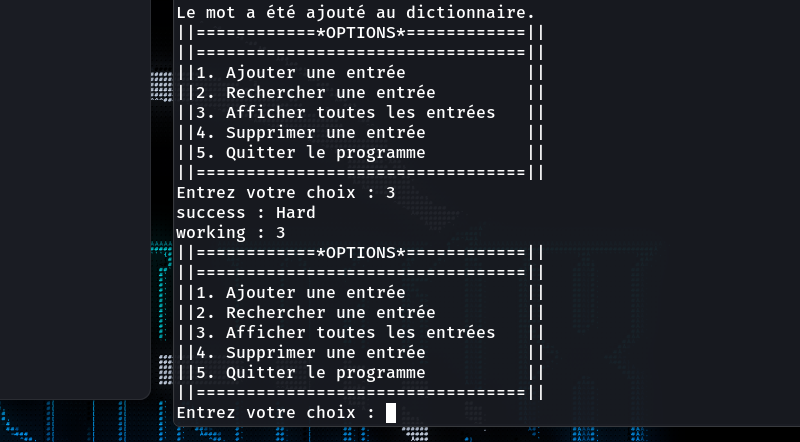 Le mot a été ajouté au dictionnaire.
||============*OPTIONS*============||
||=================================||
||1. Ajouter une entrée            ||
||2. Rechercher une entrée         ||
||3. Afficher toutes les entrées   ||
||4. Supprimer une entrée          ||
||5. Quitter le programme          ||
||=================================||
Entrez votre choix : 3
success : Hard
working : 3
||============*OPTIONS*============||
||=================================||
||1. Ajouter une entrée            ||
||2. Rechercher une entrée         ||
||3. Afficher toutes les entrées   ||
||4. Supprimer une entrée          ||
||5. Quitter le programme          ||
||=================================||
Entrez votre choix :